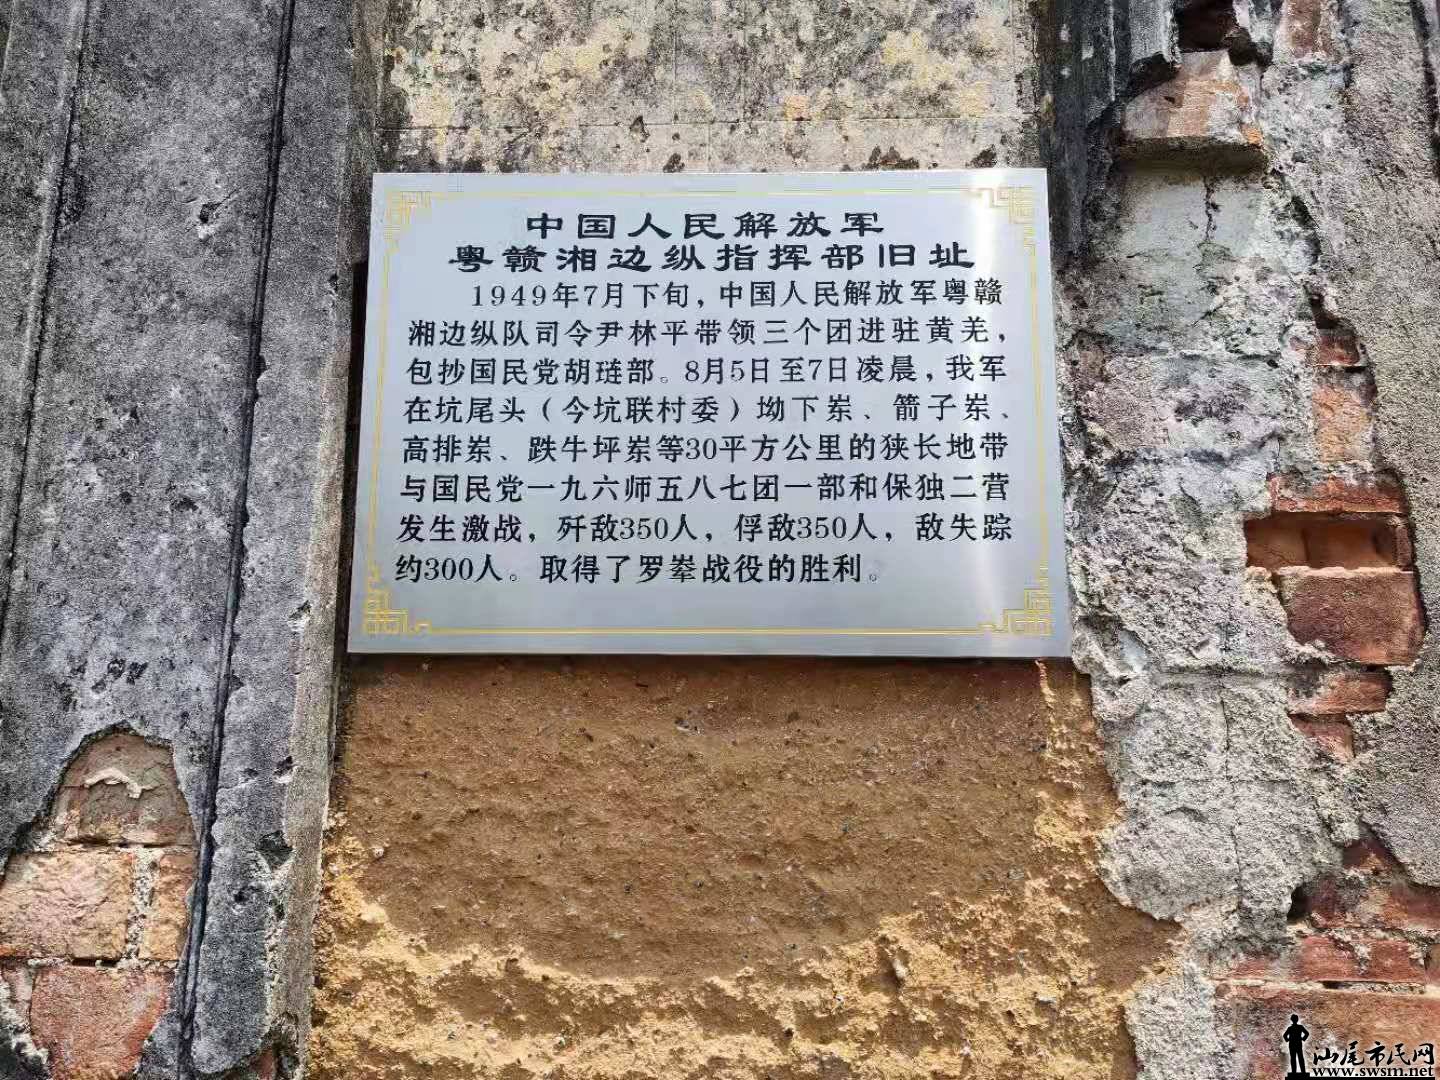 中国人民解放军
粤赣湘边纵指挥部旧址
1949年7月下旬，中国人民解放军粤赣
湘边纵队司令尹林平带领三个团进驻黄羌，
包抄国民党胡琏部。8月5日至7日凌晨，我军
在坑尾头（今坑联村委）坳下岽、箭子岽、
高排岽、跌牛坪岽等30平方公里的狭长地带
与国民党一九六师五八七团一部和保独二营
发生激战，歼敌350人，俘敌350人，敌失踪
约300人。取得了罗輋战役的胜利。
汕尾市民网
www.swsm.net